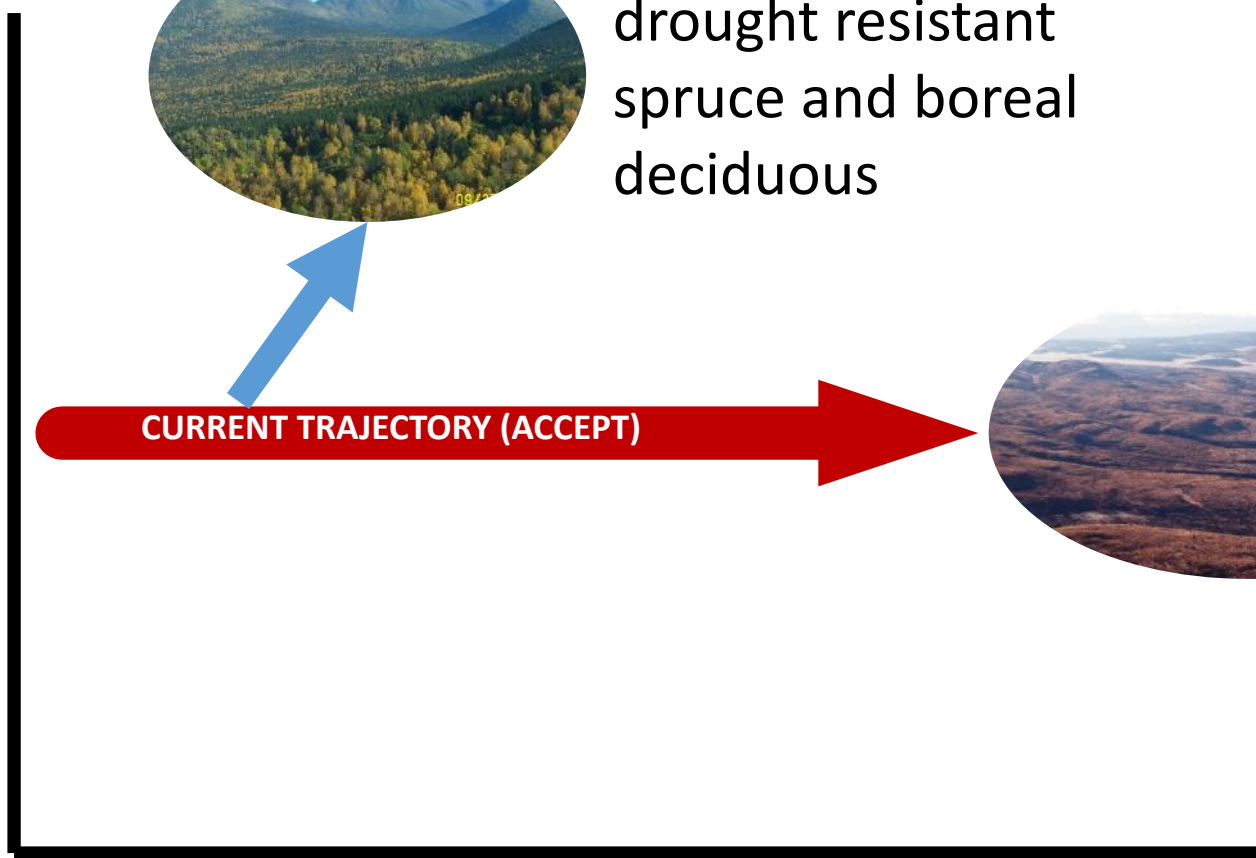 drought resistant
spruce and boreal
deciduous
CURRENT TRAJECTORY (ACCEPT)